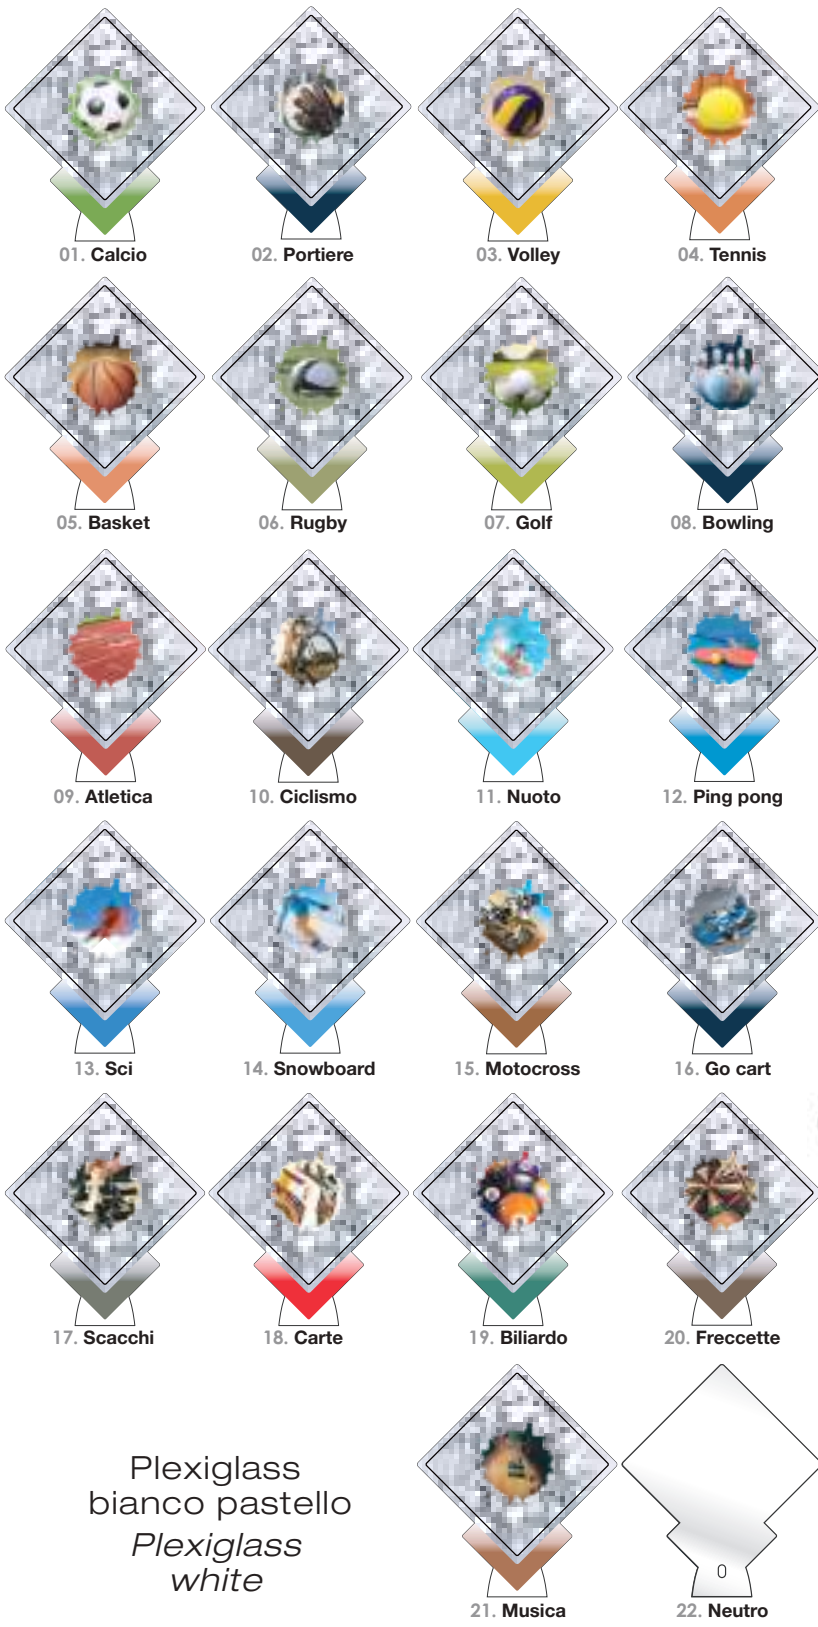 01. Calcio
02. Portiere
03. Volley
04. Tennis
05. Basket
06. Rugby
07. Golf
08. Bowling
09. Atletica
10. Ciclismo
11. Nuoto
12. Ping pong
13. Sci
14. Snowboard
15. Motocross
16. Go cart
17. Scacchi
18. Carte
19. Biliardo
20. Freccette
Plexiglass
bianco pastello
Plexiglass
white
21. Musica
22. Neutro